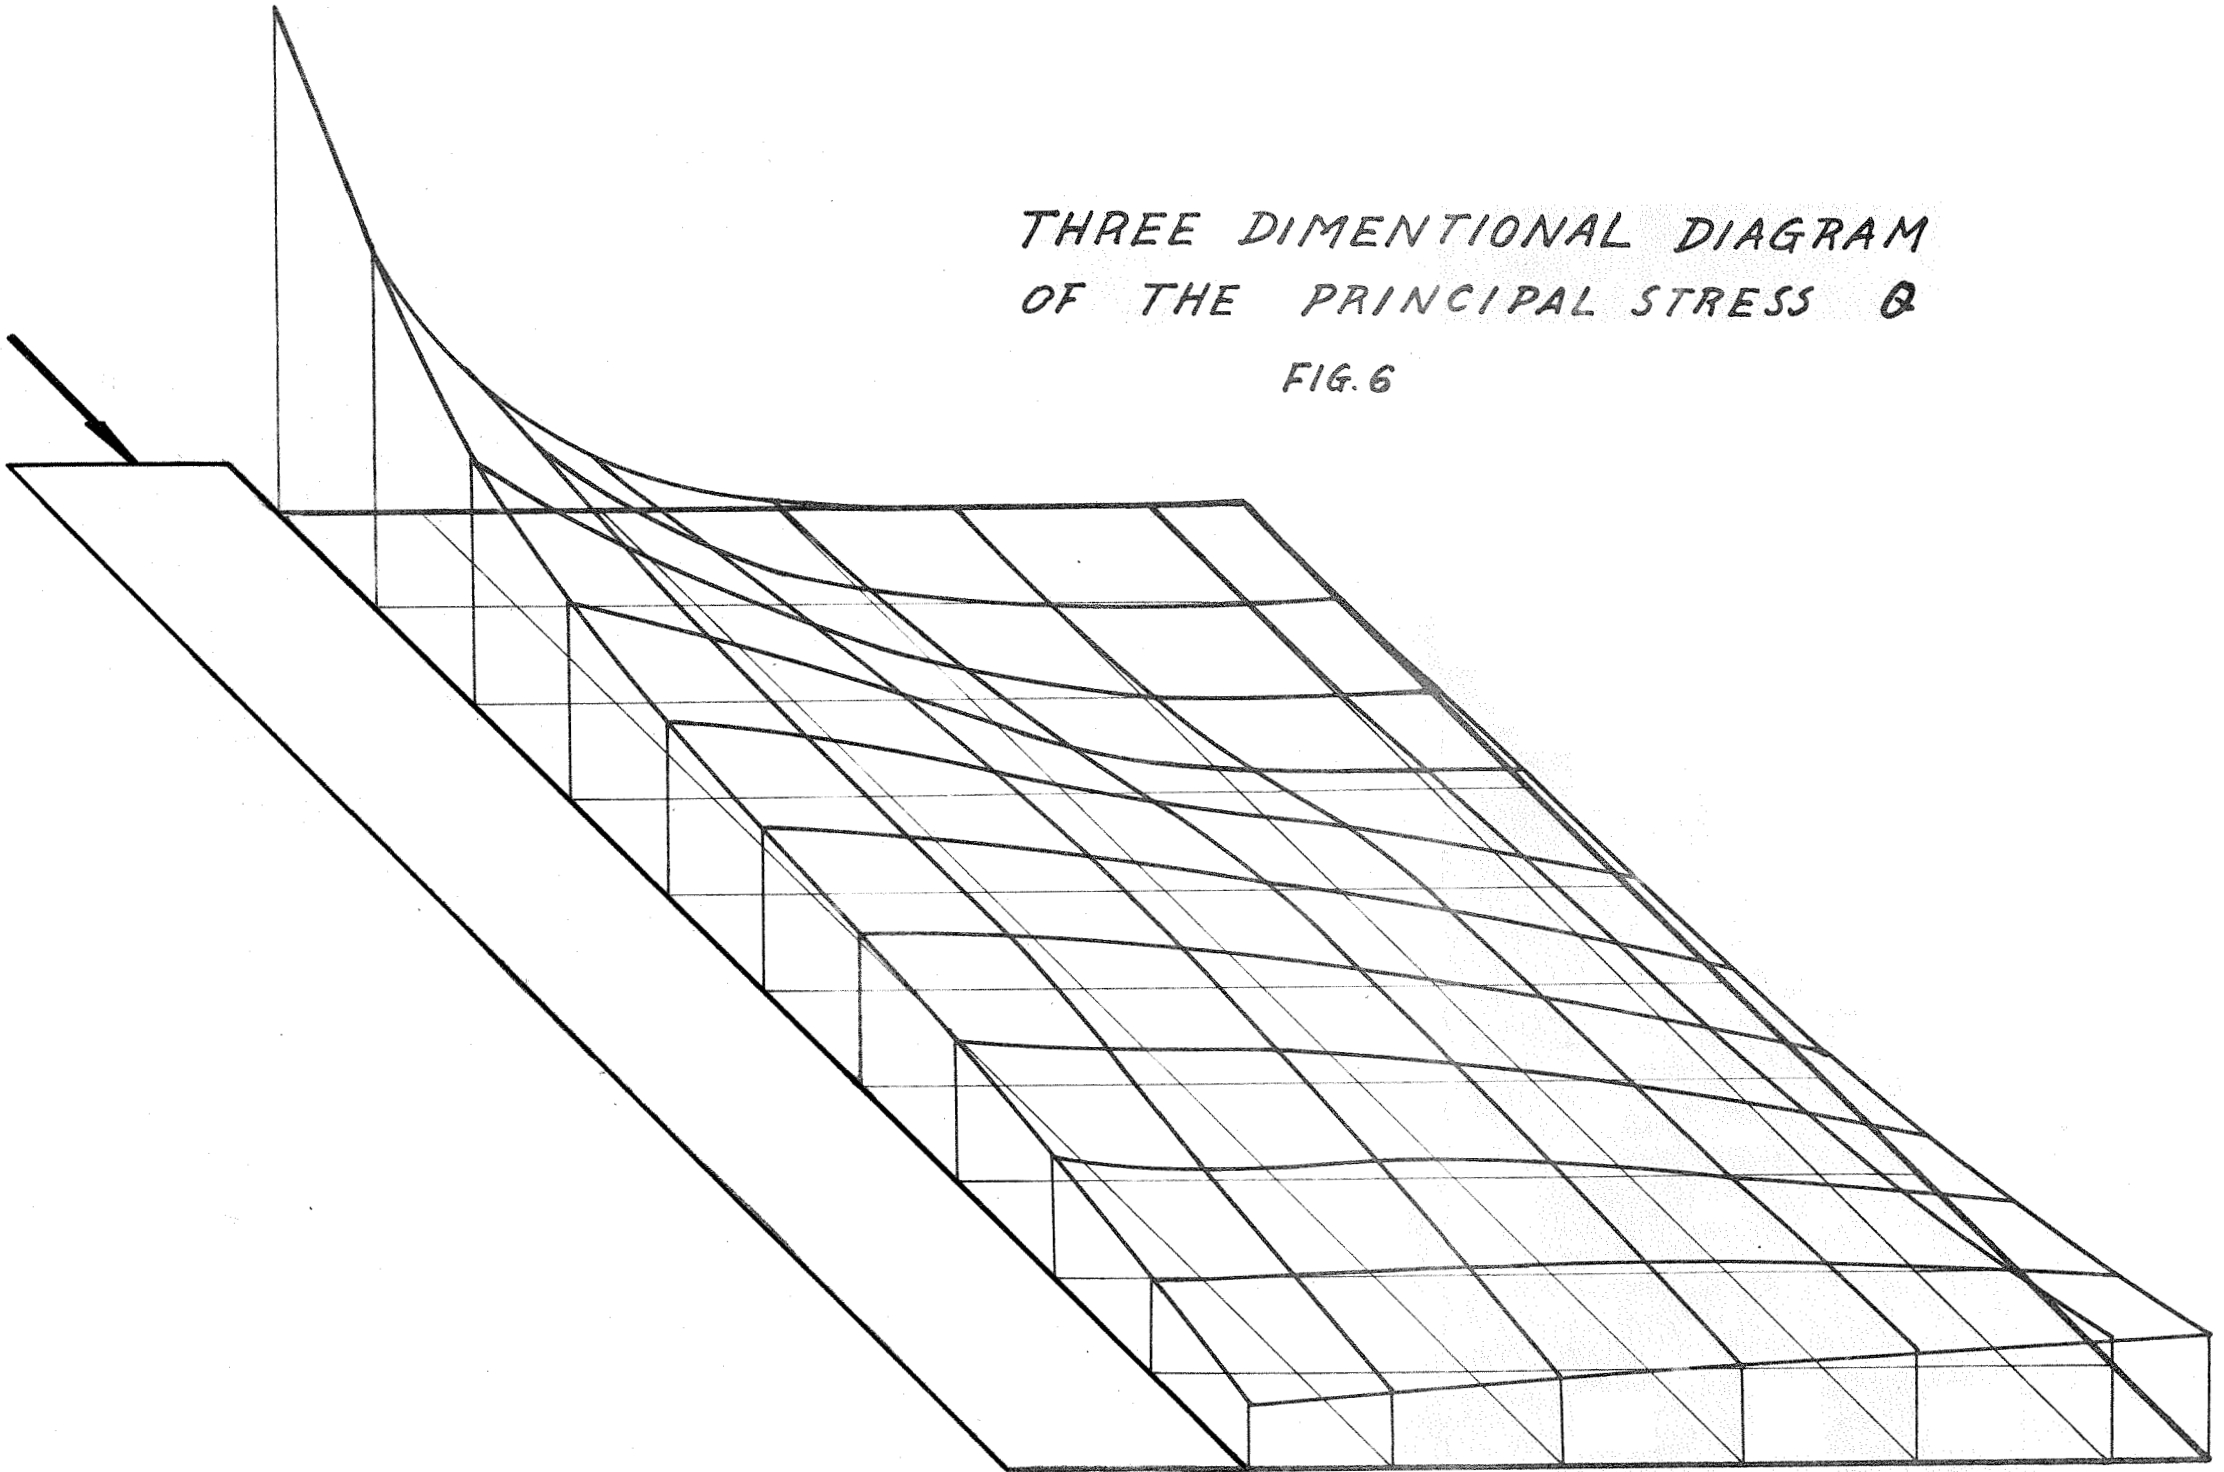 THREE DIMENTIONAL DIAGRAM
OF THE PRINCIPAL STRESS Q
FIG. 6